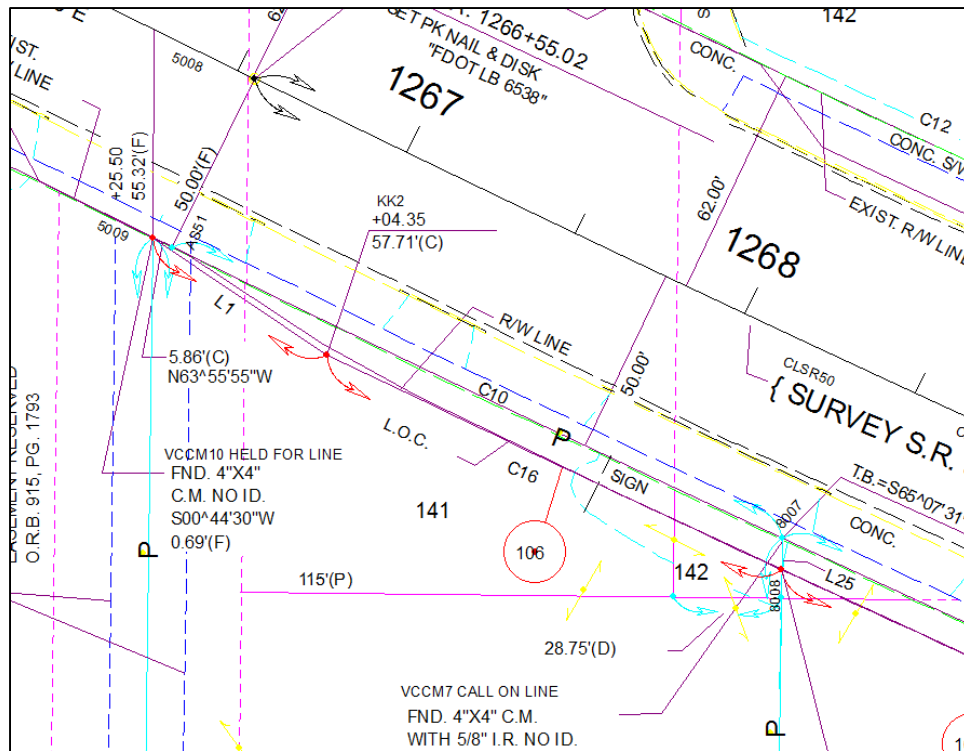 142
R. 1266+55.02
SET PK NAIL & DISK
"FDOT LB 6538"
CONC.
C12
IST.
LINE
5008
1267
CONC. S/W
+25.50
55.32'(F)
50.00'(F)
KK2
+04.35
57.71'(C)
62.00'
EXIST. R/W LINE
5009
AS51
1268
L1
R/W LINE
5.86'(C)
N63^55'55"W
C10
50.00'
CLSR50
{ SURVEY S.R.
L.O.C.
P
VCCM10 HELD FOR LINE
FND. 4"X4"
C.M. NO ID.
S00^44'30"W
0.69'(F)
C16
SIGN
T.B.=S65^07'31"
EASEMENT RESERVED
O.R.B. 915, PG. 1793
141
8007
CONC.
P
106
142
L25
115'(P)
8008
28.75'(D)
VCCM7 CALL ON LINE
FND. 4"X4" C.M.
WITH 5/8" I.R. NO ID.
P